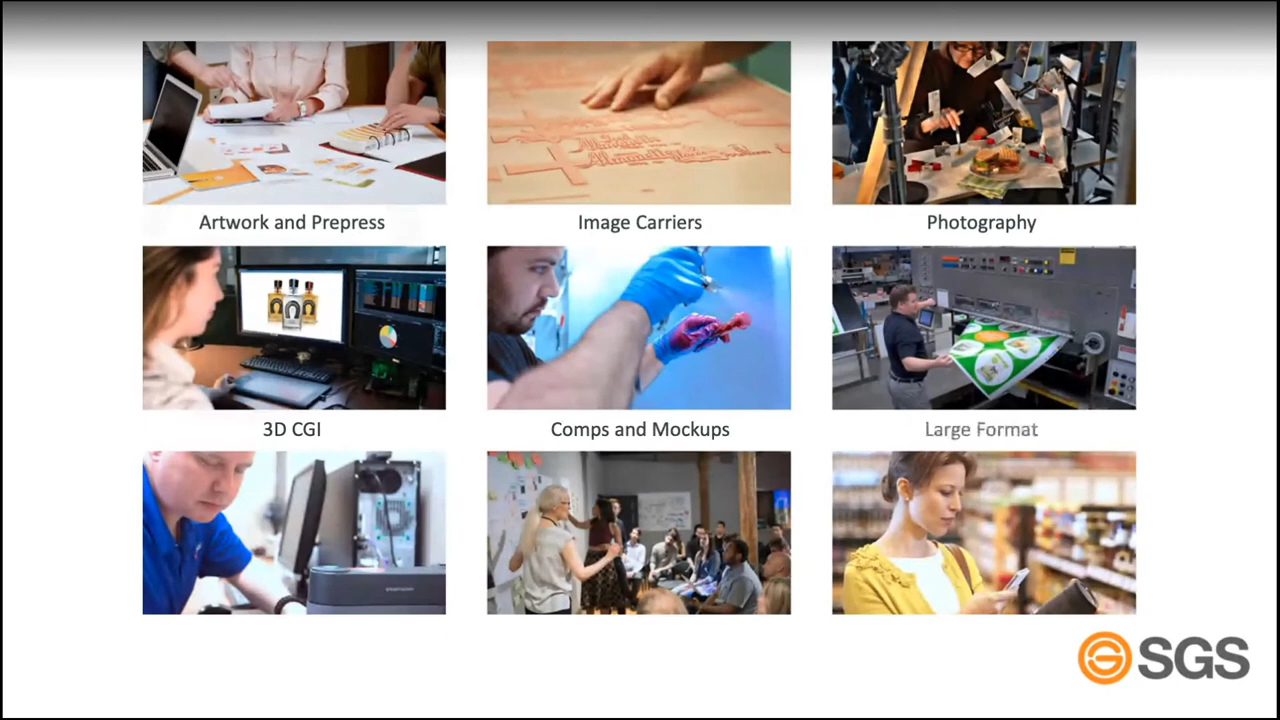 Artwork and Prepress
Image Carriers
Photography
3D CGI
Comps and Mockups
Large Format
SGS